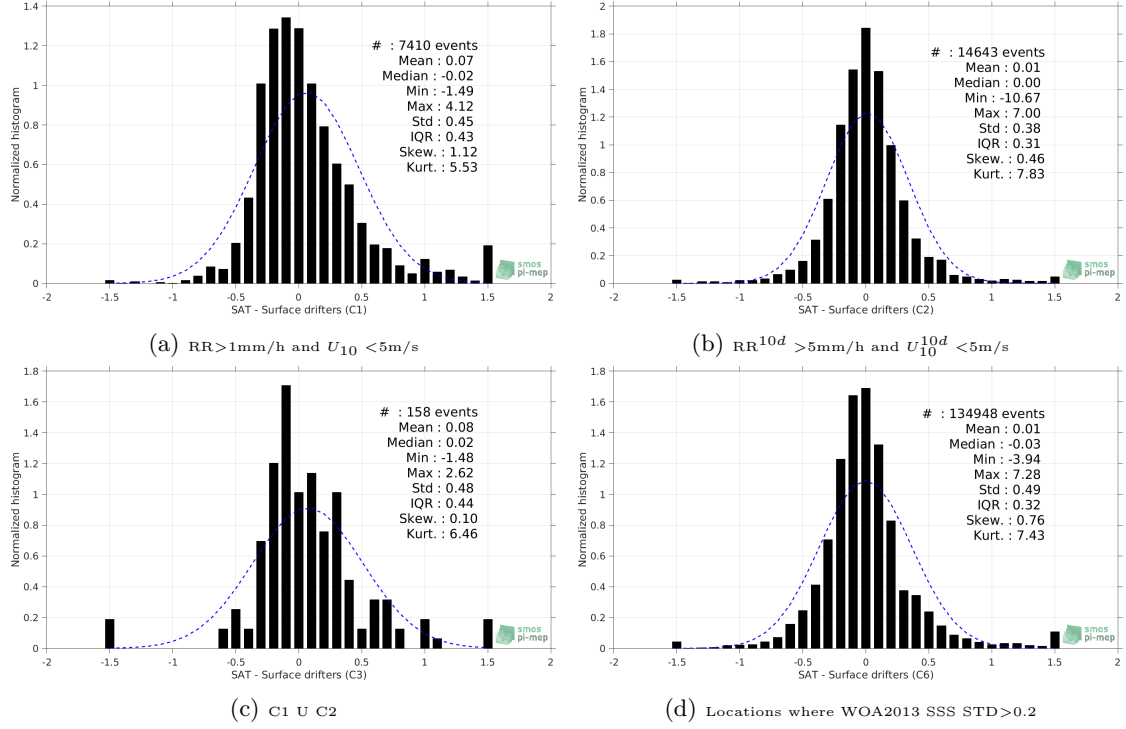 1.4
1.2
1
0.8
0.6
0.4
0.2
0
Normalized histogram
# : 7410 events
Mean : 0.07
Median : -0.02
Min : -1.49
Max : 4.12
Std : 0.45
IQR : 0.43
Skew. : 1.12
Kurt. : 5.53
smos
pi-mep
-2 -1.5 -1 -0.5 0 0.5 1 1.5 2
SAT - Surface drifters (C1)
(a) RR>1mm/h and U10 <5m/s
2
1.8
1.6
1.4
1.2
1
0.8
0.6
0.4
0.2
0
Normalized histogram
# : 14643 events
Mean : 0.01
Median : 0.00
Min : -10.67
Max : 7.00
Std : 0.38
IQR : 0.31
Skew. : 0.46
Kurt. : 7.83
smos
pi-mep
-2 -1.5 -1 -0.5 0 0.5 1 1.5 2
SAT - Surface drifters (C2)
(b) RR^10d >5mm/h and U10^10d <5m/s
1.8
1.6
1.4
1.2
1
0.8
0.6
0.4
0.2
0
Normalized histogram
# : 158 events
Mean : 0.08
Median : 0.02
Min : -1.48
Max : 2.62
Std : 0.48
IQR : 0.44
Skew. : 0.10
Kurt. : 6.46
smos
pi-mep
-2 -1.5 -1 -0.5 0 0.5 1 1.5 2
SAT - Surface drifters (C3)
(c) C1 U C2
1.8
1.6
1.4
1.2
1
0.8
0.6
0.4
0.2
0
Normalized histogram
# : 134948 events
Mean : 0.01
Median : -0.03
Min : -3.94
Max : 7.28
Std : 0.49
IQR : 0.32
Skew. : 0.76
Kurt. : 7.43
smos
pi-mep
-2 -1.5 -1 -0.5 0 0.5 1 1.5 2
SAT - Surface drifters (C6)
(d) Locations where WOA2013 SSS STD>0.2